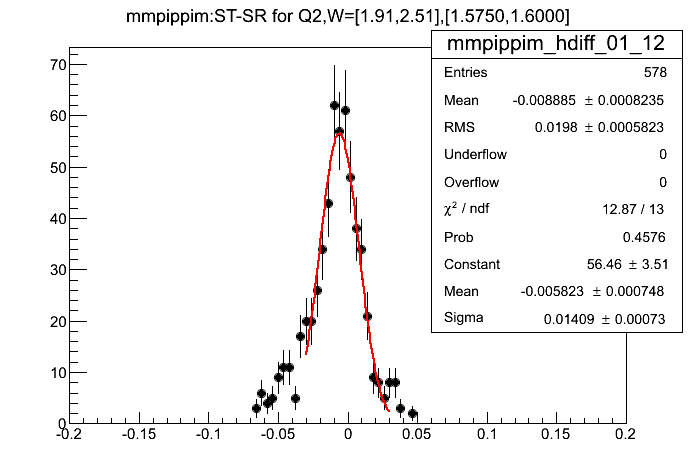 mmpippim:ST-SR for Q2,W=[1.91,2.51],[1.5750,1.6000]
mmpippim_hdiff_01_12
Entries 578
Mean -0.008885 ± 0.0008235
RMS 0.0198 ± 0.0005823
Underflow 0
Overflow 0
χ² / ndf 12.87 / 13
Prob 0.4576
Constant 56.46 ± 3.51
Mean -0.005823 ± 0.000748
Sigma 0.01409 ± 0.00073
70
60
50
40
30
20
10
0
-0.2 -0.15 -0.1 -0.05 0 0.05 0.1 0.15 0.2